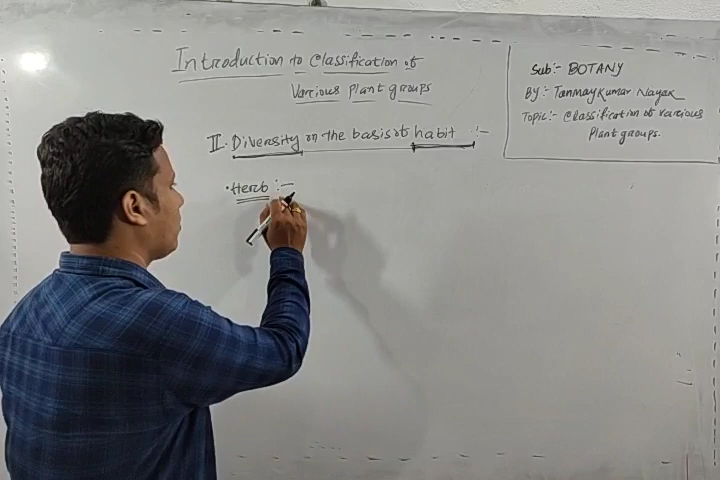 Introduction to Classification of
Various Plant groups
II. Diversity on the basis of habit :-
• Herb :-
Sub:- BOTANY
By:- Tanmay Kumar Nayak
Topic:- Classification of various
Plant groups.